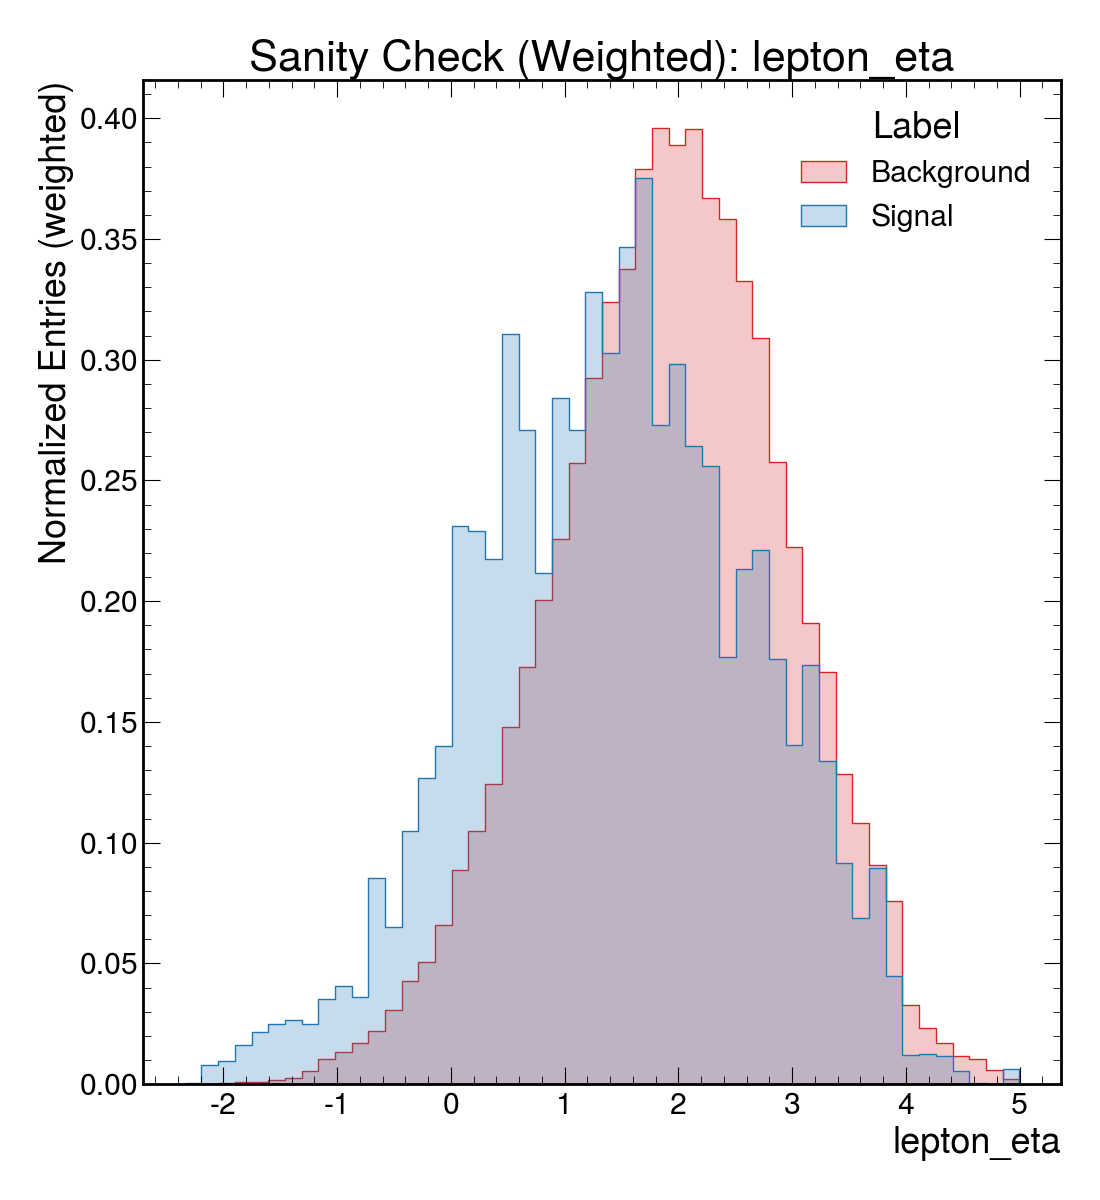 Sanity Check (Weighted): lepton_eta
Normalized Entries (weighted)
0.40
0.35
0.30
0.25
0.20
0.15
0.10
0.05
0.00
Label
Background
Signal
-2 -1 0 1 2 3 4 5
lepton_eta